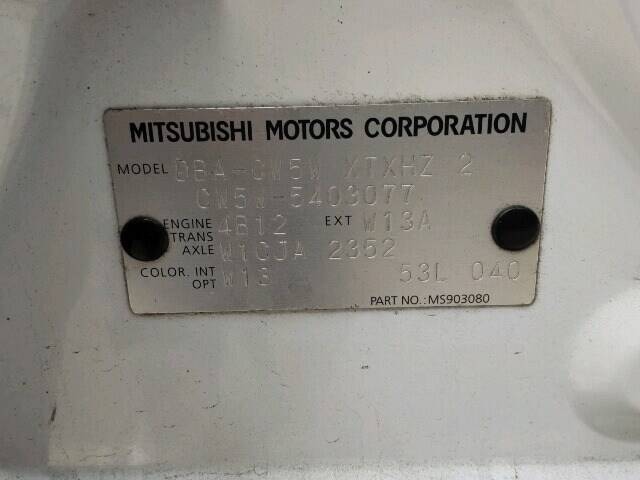 MITSUBISHI MOTORS CORPORATION
MODEL DBA-CW5W XTXHZ 2
CW5W-5403077
ENGINE 4B12 EXT W13A
TRANS
AXLE W1CJA 2352
COLOR. INT
OPT W13 53L 040
PART NO.: MS903080